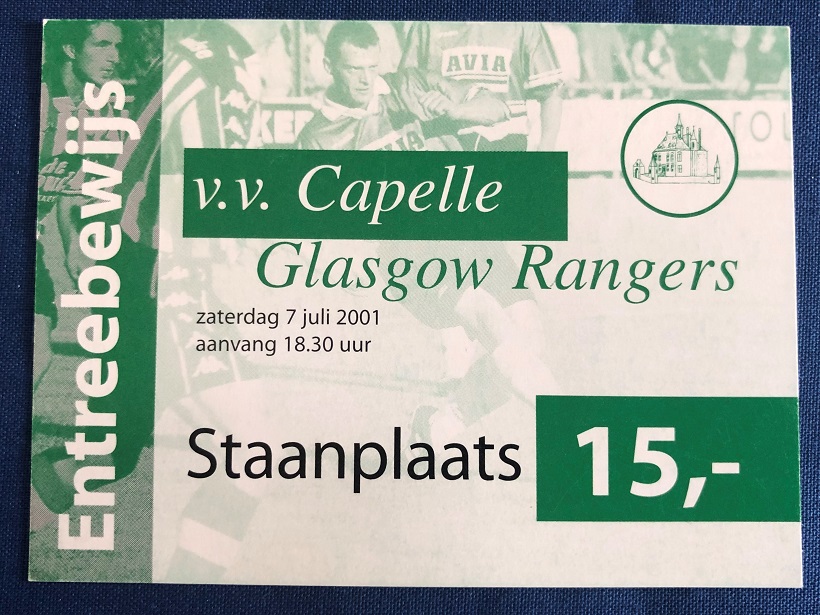 Entreebewijs
AVIA
v.v. Capelle
Glasgow Rangers
zaterdag 7 juli 2001
aanvang 18.30 uur
Staanplaats 15,-